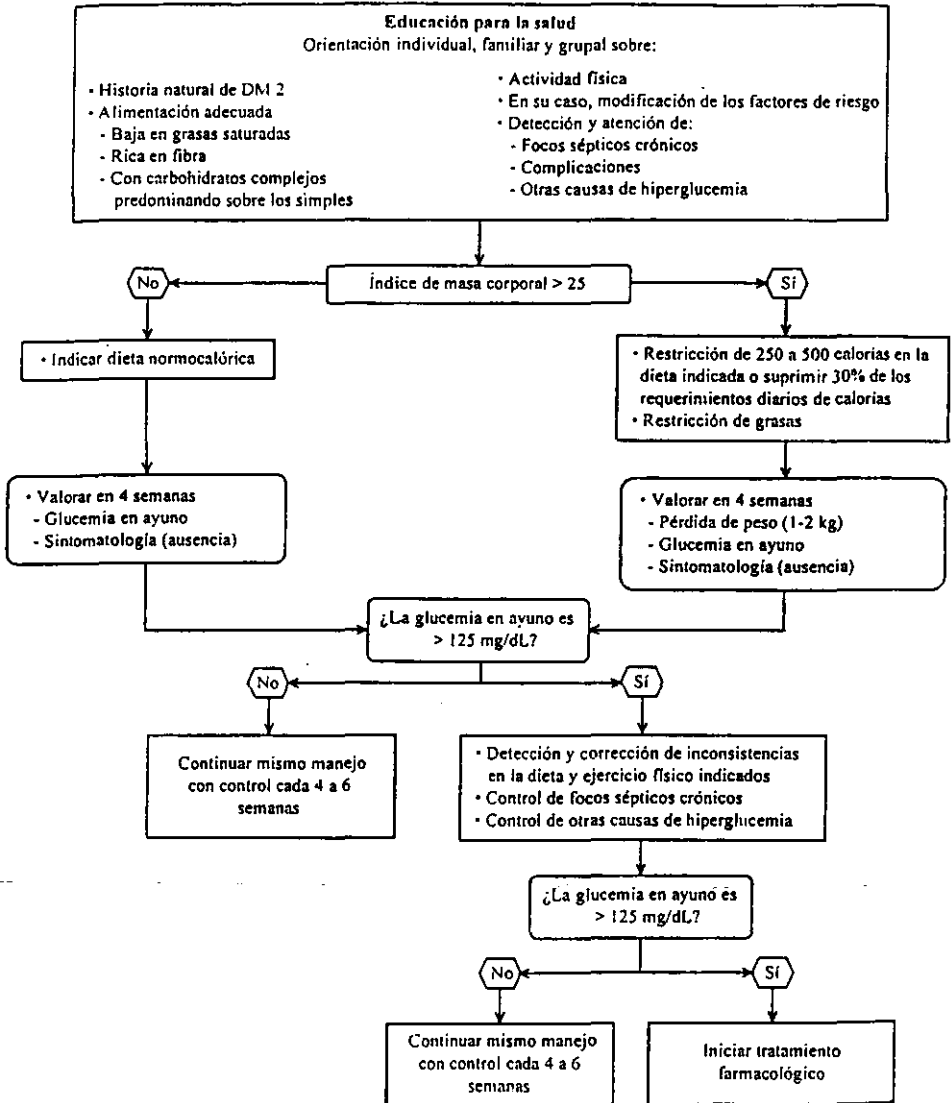 Educación para la salud
Orientación individual, familiar y grupal sobre:
• Historia natural de DM 2
• Alimentación adecuada
- Baja en grasas saturadas
- Rica en fibra
- Con carbohidratos complejos
predominando sobre los simples
• Actividad física
• En su caso, modificación de los factores de riesgo
• Detección y atención de:
- Focos sépticos crónicos
- Complicaciones
- Otras causas de hiperglucemia
No
Índice de masa corporal > 25
Sí
• Indicar dieta normocalórica
• Restricción de 250 a 500 calorías en la
dieta indicada o suprimir 30% de los
requerimientos diarios de calorías
• Restricción de grasas
• Valorar en 4 semanas
- Glucemia en ayuno
- Sintomatología (ausencia)
• Valorar en 4 semanas
- Pérdida de peso (1-2 kg)
- Glucemia en ayuno
- Sintomatología (ausencia)
¿La glucemia en ayuno es
> 125 mg/dL?
No
Sí
Continuar mismo manejo
con control cada 4 a 6
semanas
• Detección y corrección de inconsistencias
en la dieta y ejercicio físico indicados
• Control de focos sépticos crónicos
• Control de otras causas de hiperglucemia
¿La glucemia en ayuno es
> 125 mg/dL?
No
Sí
Continuar mismo manejo
con control cada 4 a 6
semanas
Iniciar tratamiento
farmacológico